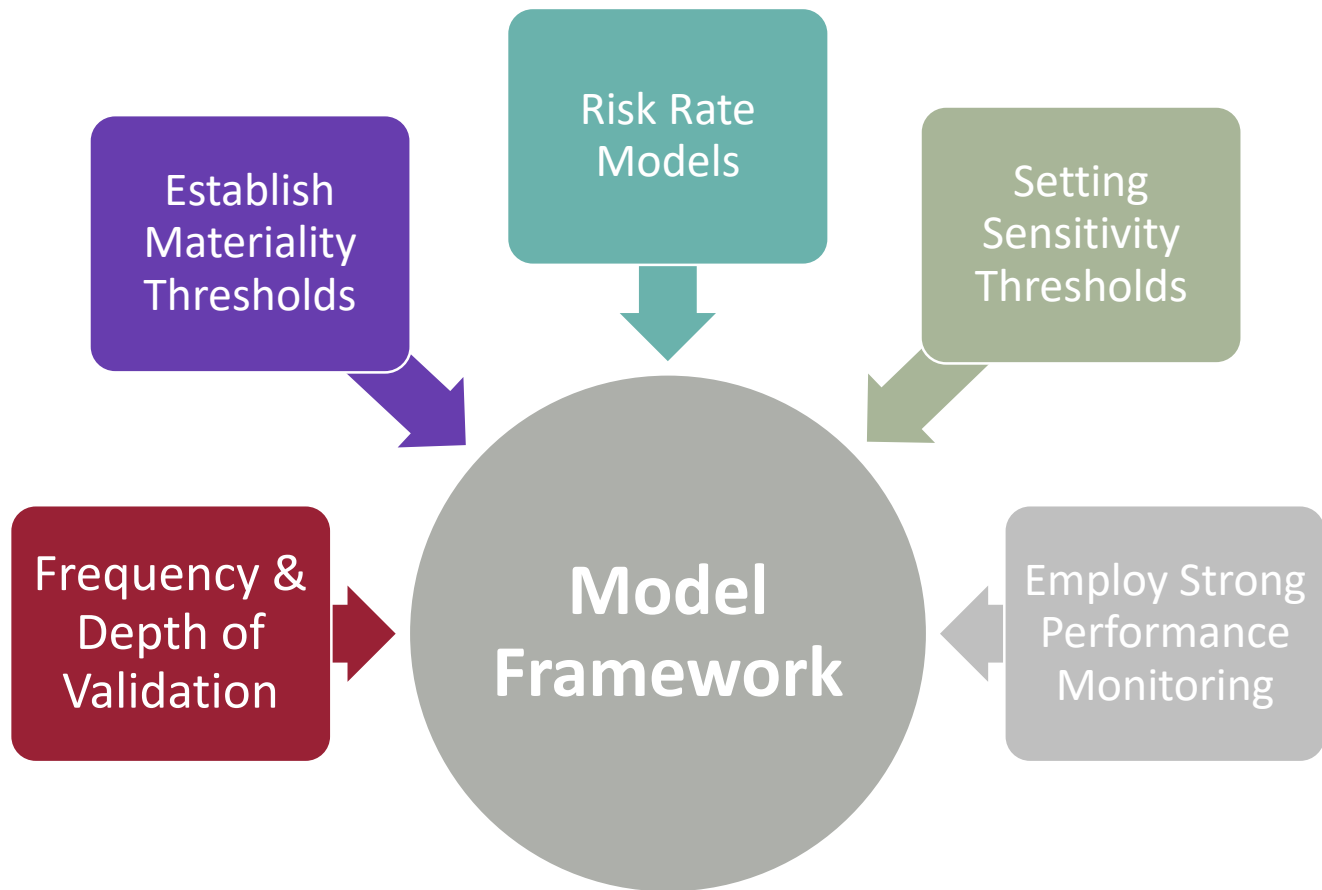 Risk Rate
Models
Establish
Materiality
Thresholds
Setting
Sensitivity
Thresholds
Frequency &
Depth of
Validation
Model
Framework
Employ Strong
Performance
Monitoring